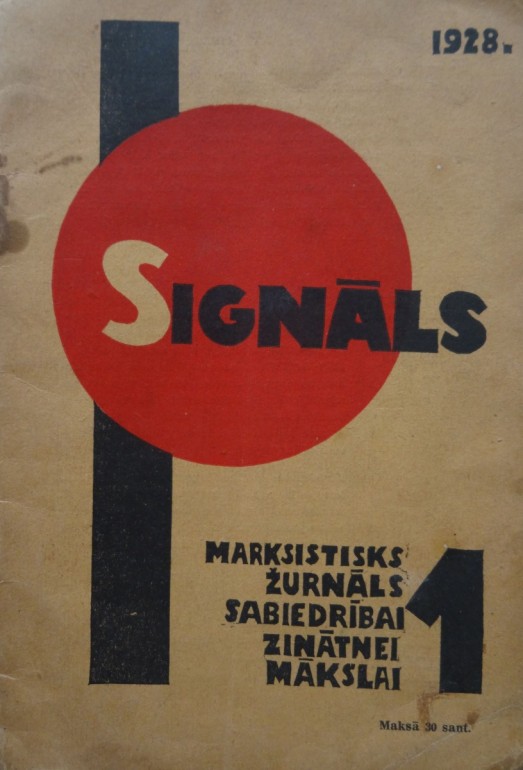 1928.
SIGNĀLS
MARKSISTISKS
ŽURNĀLS
SABIEDRĪBAI
ZINĀTNEI
MĀKSLAI
1
Maksā 30 sant.